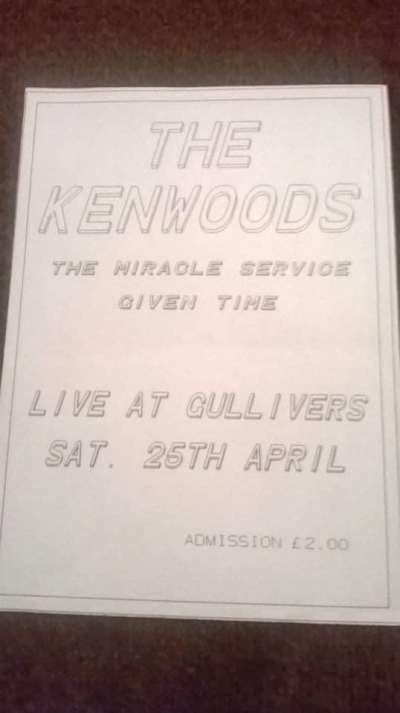 THE
KENWOODS
THE MIRACLE SERVICE
GIVEN TIME
LIVE AT GULLIVERS
SAT. 25TH APRIL
ADMISSION £2.00